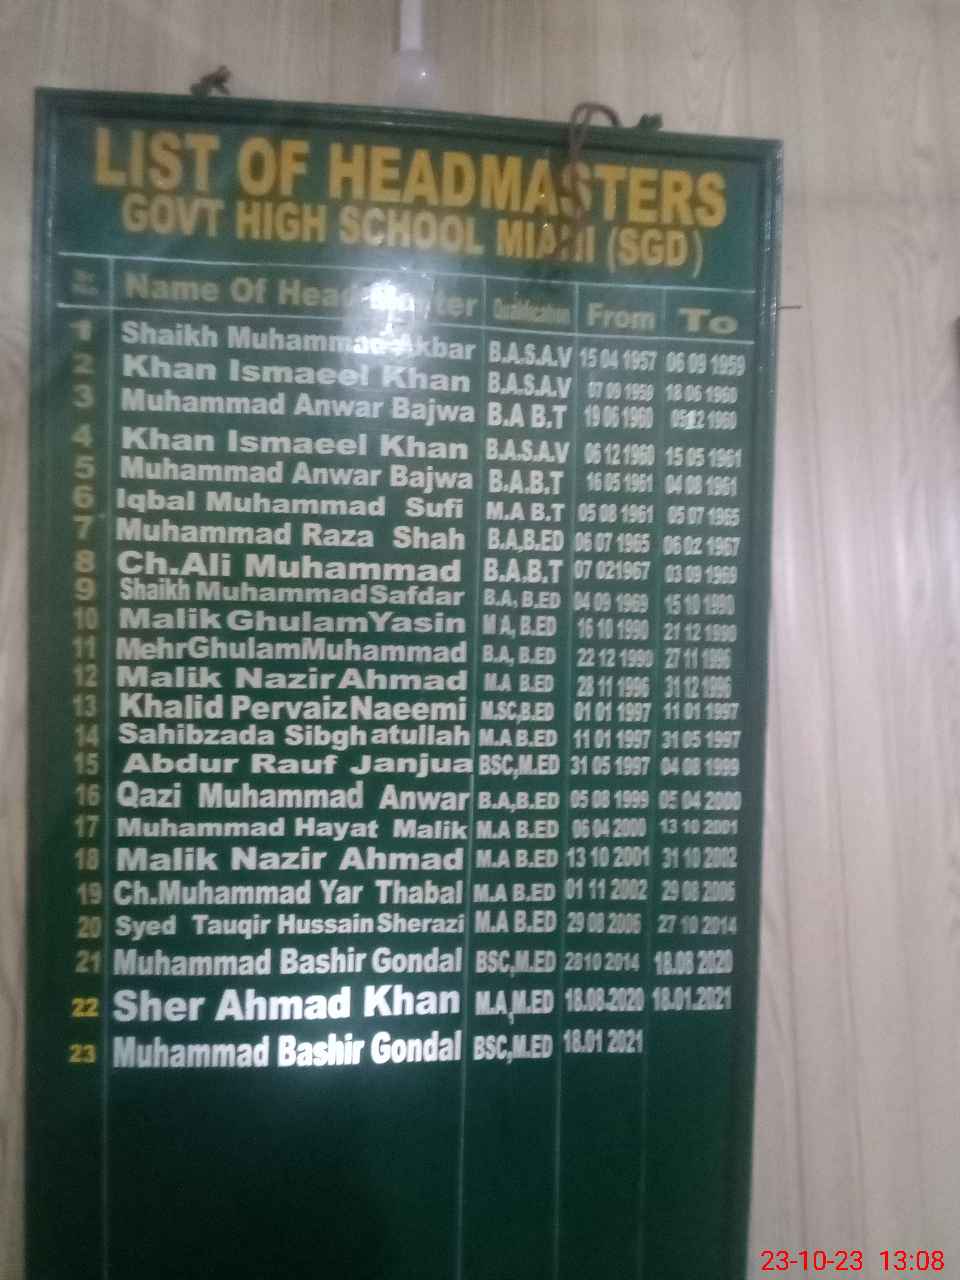 LIST OF HEADMASTERS
GOVT HIGH SCHOOL MIANI (SGD)
Name Of Head Master Qualification From To
1 Shaikh Muhammad Akbar B.A.S.A.V 15 04 1957 06 09 1959
2 Khan Ismaeel Khan B.A.S.A.V 07 09 1959 18 06 1960
3 Muhammad Anwar Bajwa B.A B.T 19 06 1960 05 12 1960
4 Khan Ismaeel Khan B.A.S.A.V 06 12 1960 15 05 1961
5 Muhammad Anwar Bajwa B.A.B.T 16 05 1961 04 08 1961
6 Iqbal Muhammad Sufi M.A B.T 05 08 1961 05 07 1965
7 Muhammad Raza Shah B.A,B.ED 06 07 1965 06 02 1967
8 Ch.Ali Muhammad B.A.B.T 07 021967 03 09 1969
9 Shaikh Muhammad Safdar B.A, B.ED 04 09 1969 15 10 1990
10 Malik Ghulam Yasin M A, B.ED 16 10 1990 21 12 1990
11 Mehr Ghulam Muhammad B.A, B.ED 22 12 1990 27 11 1996
12 Malik Nazir Ahmad M.A B.ED 28 11 1996 31 12 1996
13 Khalid Pervaiz Naeemi M.SC,B.ED 01 01 1997 11 01 1997
14 Sahibzada Sibghatullah M.A B.ED 11 01 1997 31 05 1997
15 Abdur Rauf Janjua BSC,M.ED 31 05 1997 04 08 1999
16 Qazi Muhammad Anwar B.A,B.ED 05 08 1999 05 04 2000
17 Muhammad Hayat Malik M.A B.ED 06 04 2000 13 10 2001
18 Malik Nazir Ahmad M.A B.ED 13 10 2001 31 10 2002
19 Ch.Muhammad Yar Thabal M.A B.ED 01 11 2002 29 08 2006
20 Syed Tauqir Hussain Sherazi M.A B.ED 29 08 2006 27 10 2014
21 Muhammad Bashir Gondal BSC,M.ED 28 10 2014 18.08 2020
22 Sher Ahmad Khan M.A,M.ED 18.08-2020 18.01.2021
23 Muhammad Bashir Gondal BSC,M.ED 18.01 2021
23-10-23 13:08